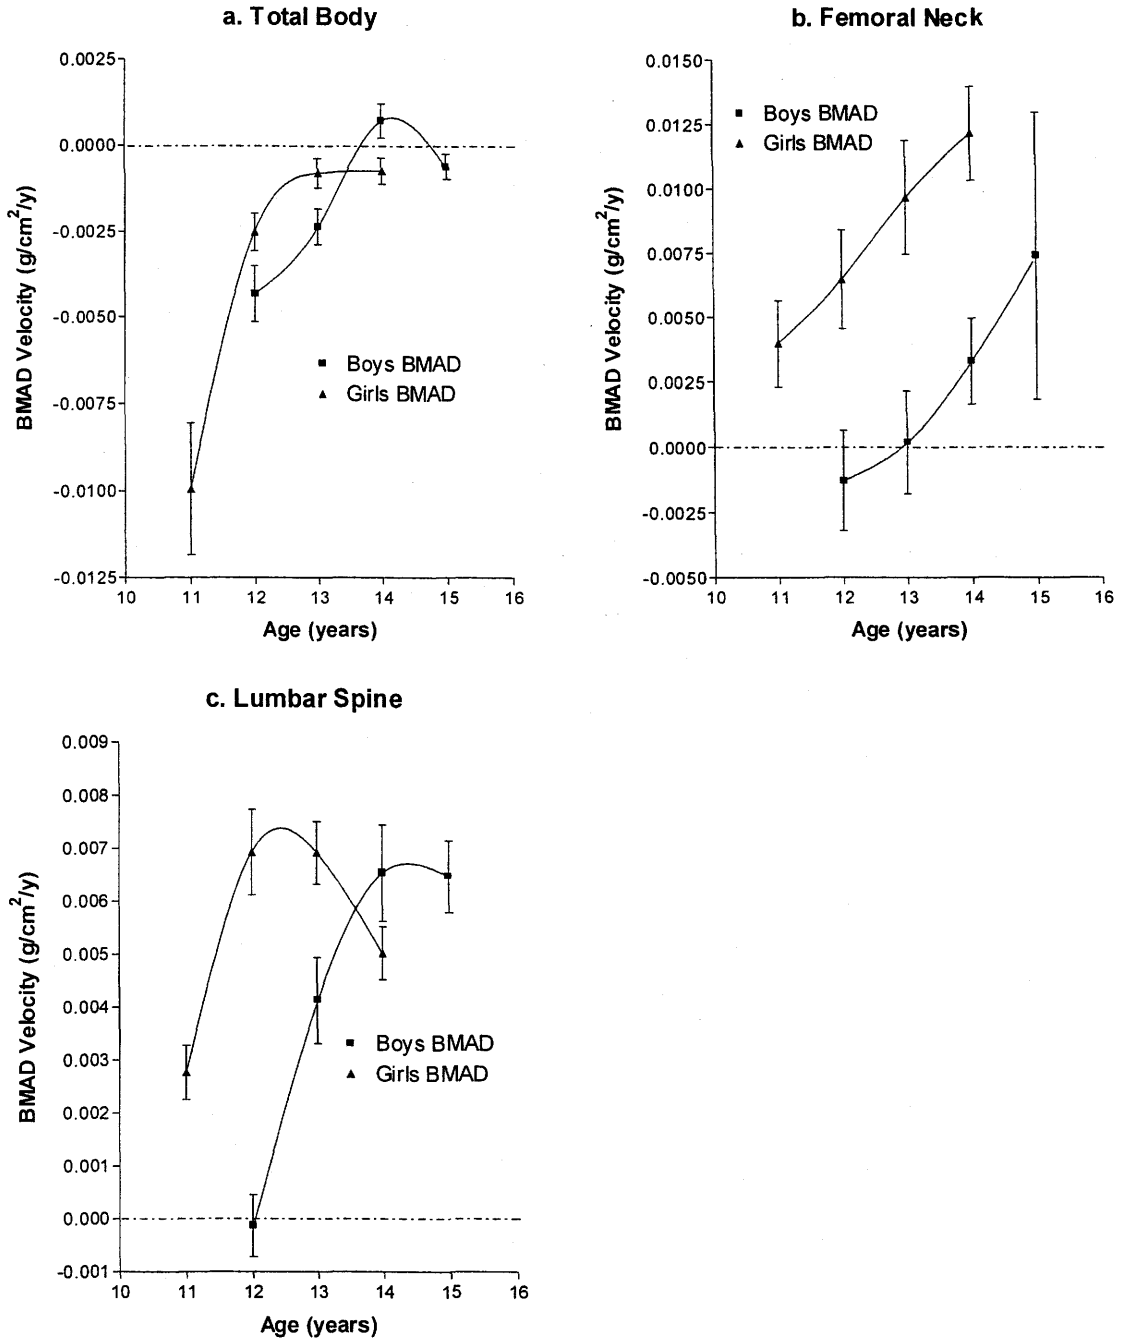 a. Total Body
0.0025
0.0000
-0.0025
-0.0050
-0.0075
-0.0100
-0.0125
BMAD Velocity (g/cm²/y)
Boys BMAD
Girls BMAD
10 11 12 13 14 15 16
Age (years)
b. Femoral Neck
0.0150
0.0125
0.0100
0.0075
0.0050
0.0025
0.0000
-0.0025
-0.0050
BMAD Velocity (g/cm²/y)
Boys BMAD
Girls BMAD
10 11 12 13 14 15 16
Age (years)
c. Lumbar Spine
0.009
0.008
0.007
0.006
0.005
0.004
0.003
0.002
0.001
0.000
-0.001
BMAD Velocity (g/cm²/y)
Boys BMAD
Girls BMAD
10 11 12 13 14 15 16
Age (years)